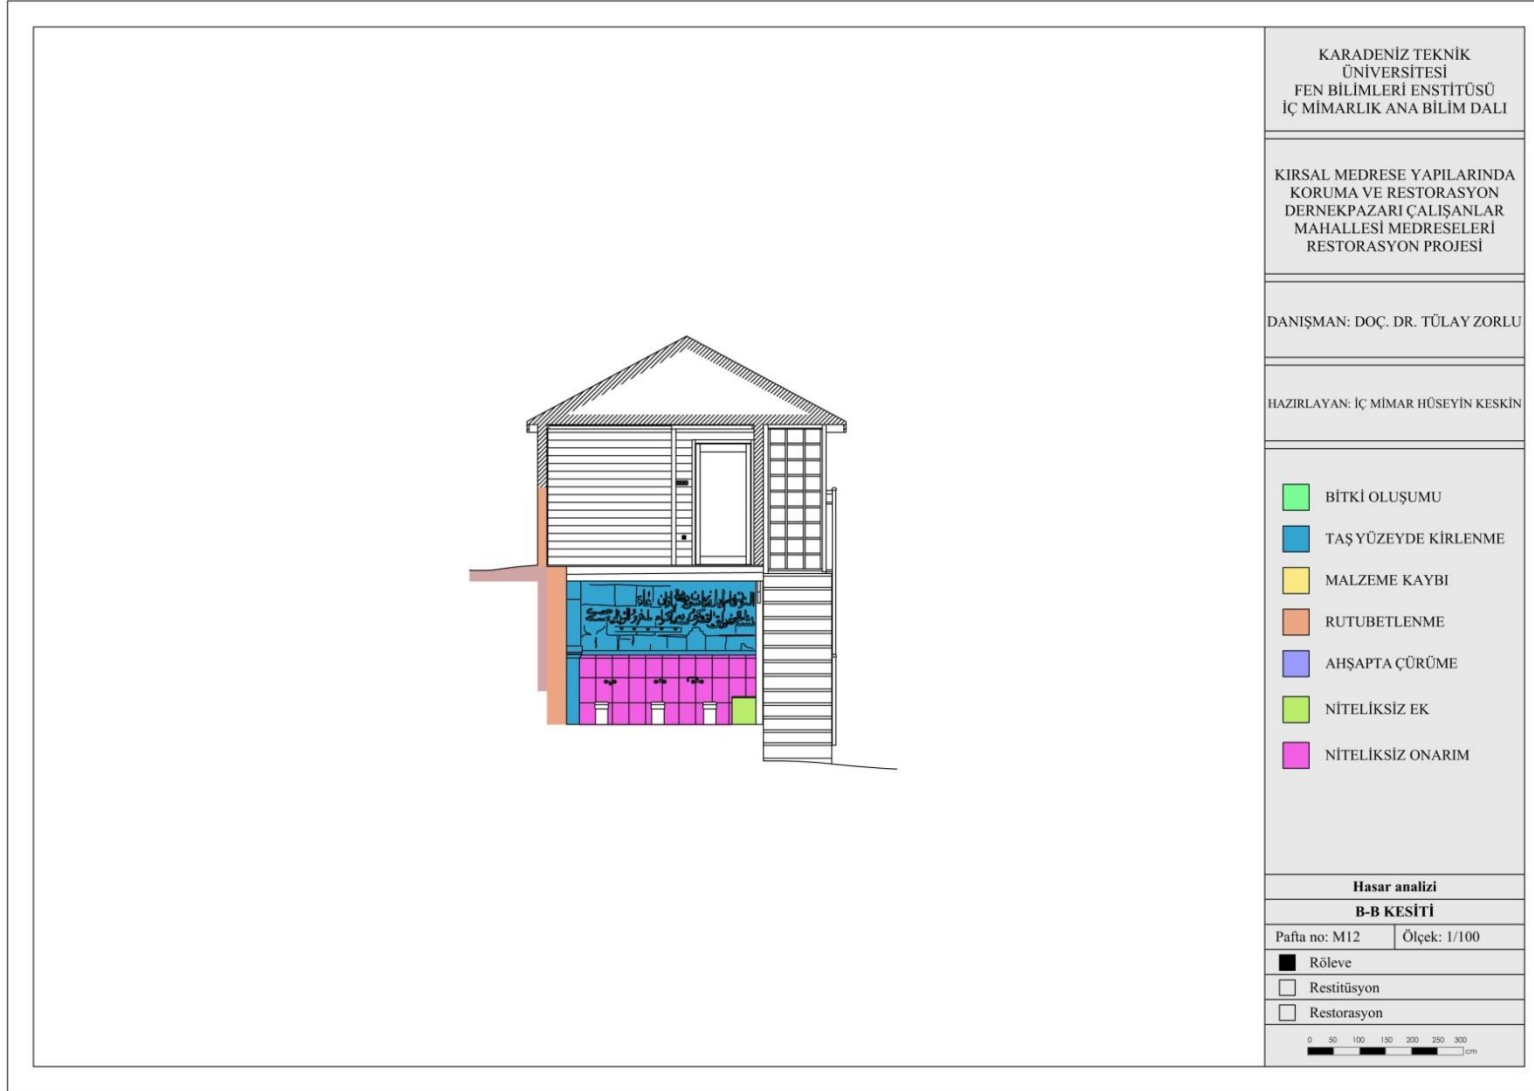 KARADENİZ TEKNİK
ÜNİVERSİTESİ
FEN BİLİMLERİ ENSTİTÜSÜ
İÇ MİMARLIK ANA BİLİM DALI
KIRSAL MEDRESE YAPILARINDA
KORUMA VE RESTORASYON
DERNEKPAZARI ÇALIŞANLAR
MAHALLESİ MEDRESELERİ
RESTORASYON PROJESİ
DANIŞMAN: DOÇ. DR. TÜLAY ZORLU
HAZIRLAYAN: İÇ MİMAR HÜSEYİN KESKİN
BİTKİ OLUŞUMU
TAŞ YÜZEYDE KİRLENME
MALZEME KAYBI
RUTUBETLENME
AHŞAPTA ÇÜRÜME
NİTELİKSİZ EK
NİTELİKSİZ ONARIM
Hasar analizi
B-B KESİTİ
Pafta no: M12 Ölçek: 1/100
Röleve
Restitüsyon
Restorasyon
0 50 100 150 200 250 300
cm